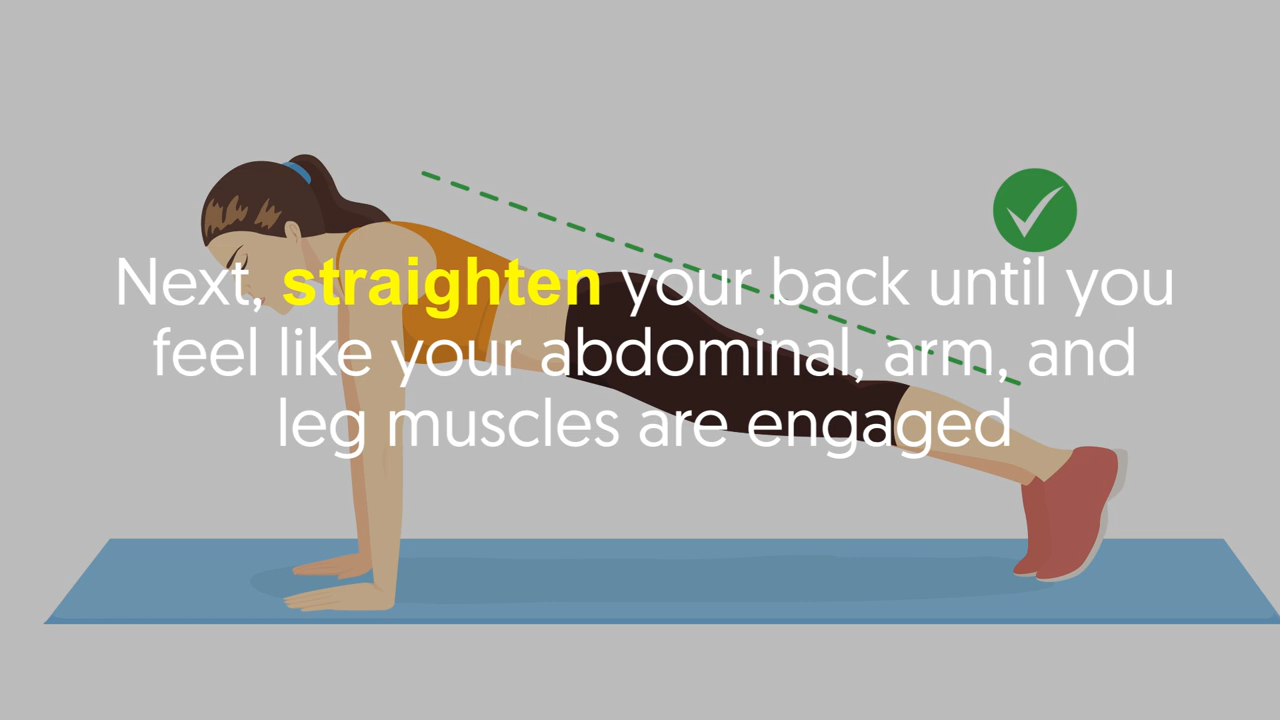 Next, straighten your back until you
feel like your abdominal, arm, and
leg muscles are engaged